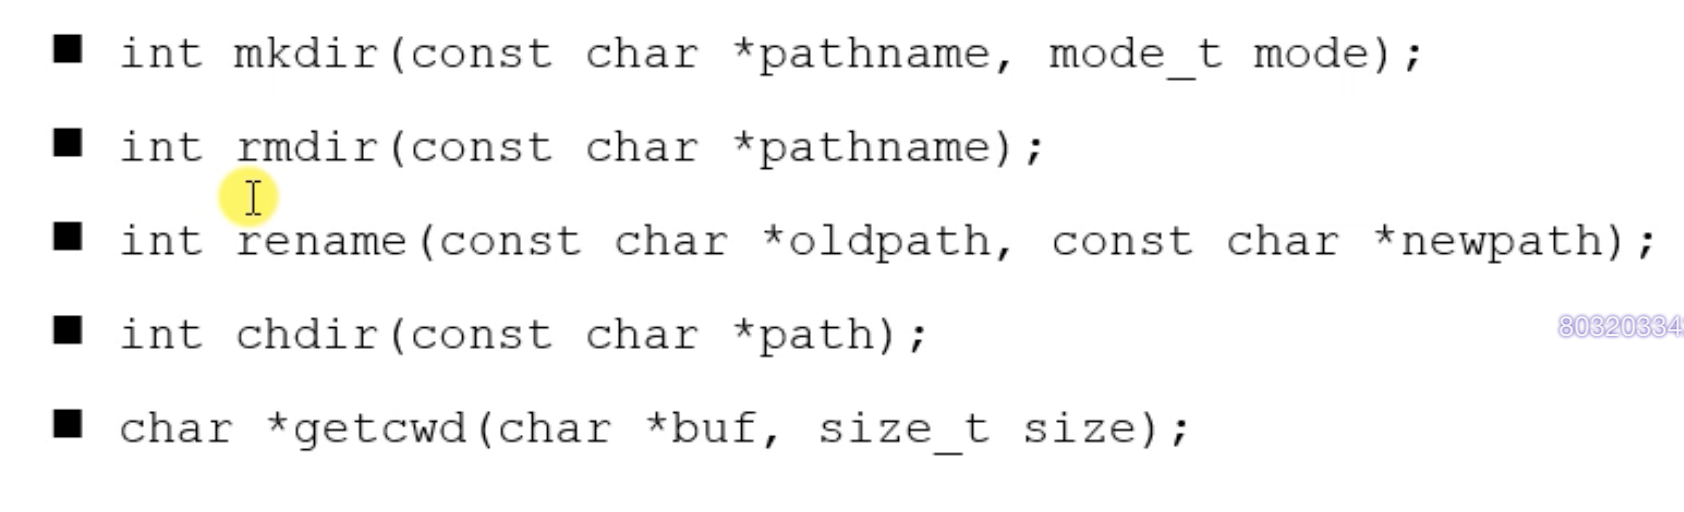 ■ int mkdir(const char *pathname, mode_t mode);
■ int rmdir(const char *pathname);
■ int rename(const char *oldpath, const char *newpath);
■ int chdir(const char *path);
80320334
■ char *getcwd(char *buf, size_t size);